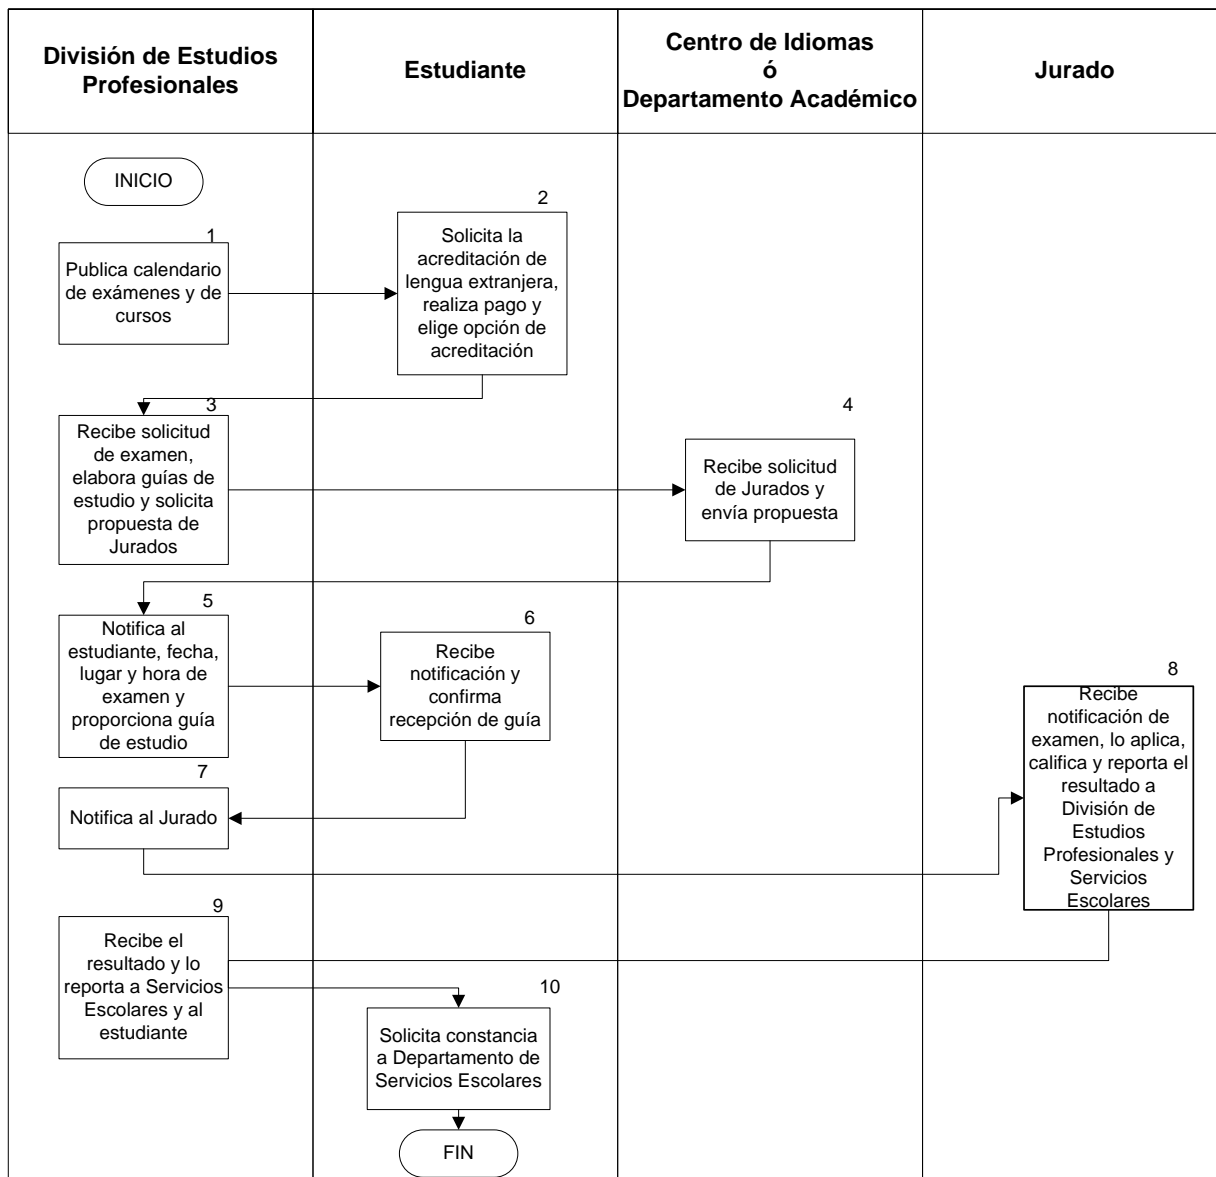 División de Estudios
Profesionales
Estudiante
Centro de Idiomas
ó
Departamento Académico
Jurado
INICIO
1
Publica calendario
de exámenes y de
cursos
2
Solicita la
acreditación de
lengua extranjera,
realiza pago y
elige opción de
acreditación
3
Recibe solicitud
de examen,
elabora guías de
estudio y solicita
propuesta de
Jurados
4
Recibe solicitud
de Jurados y
envía propuesta
5
Notifica al
estudiante, fecha,
lugar y hora de
examen y
proporciona guía
de estudio
6
Recibe
notificación y
confirma
recepción de guía
7
Notifica al Jurado
8
Recibe
notificación de
examen, lo aplica,
califica y reporta el
resultado a
División de
Estudios
Profesionales y
Servicios
Escolares
9
Recibe el
resultado y lo
reporta a Servicios
Escolares y al
estudiante
10
Solicita constancia
a Departamento de
Servicios Escolares
FIN